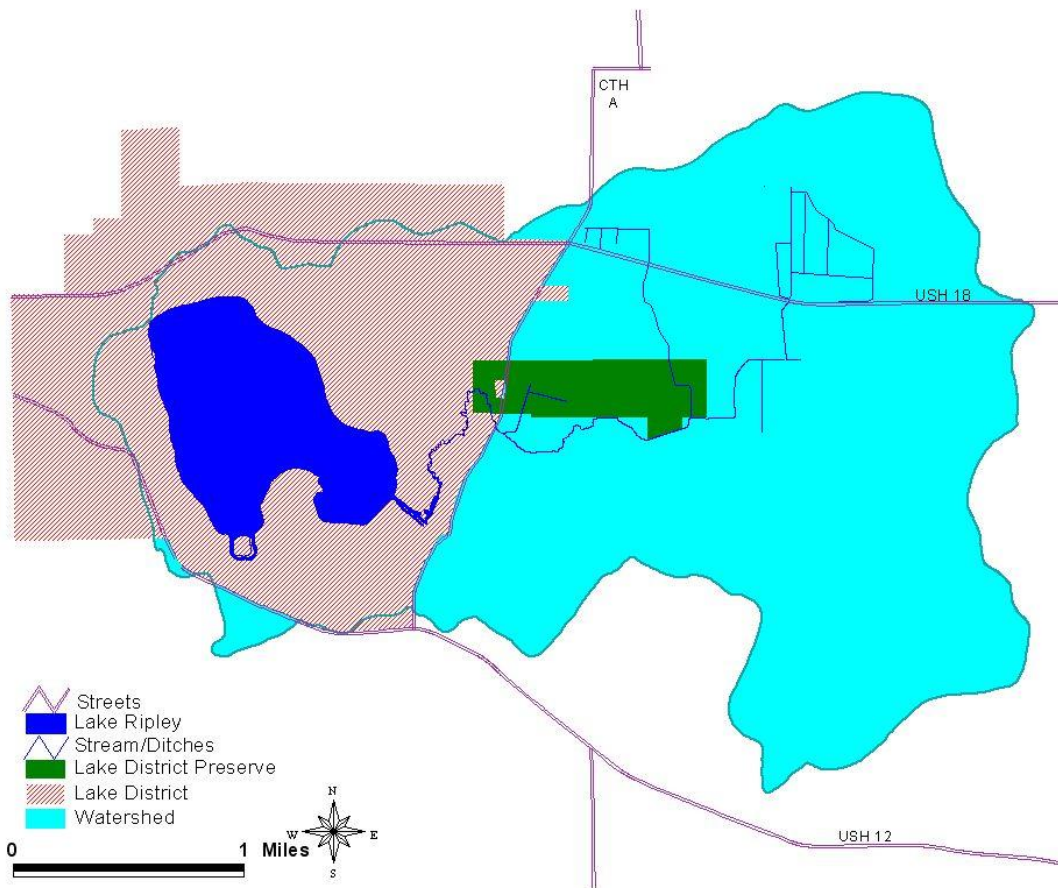 CTH
A
USH 18
Streets
Lake Ripley
Stream/Ditches
Lake District Preserve
Lake District
Watershed
N
W E
S
0 1 Miles
USH 12